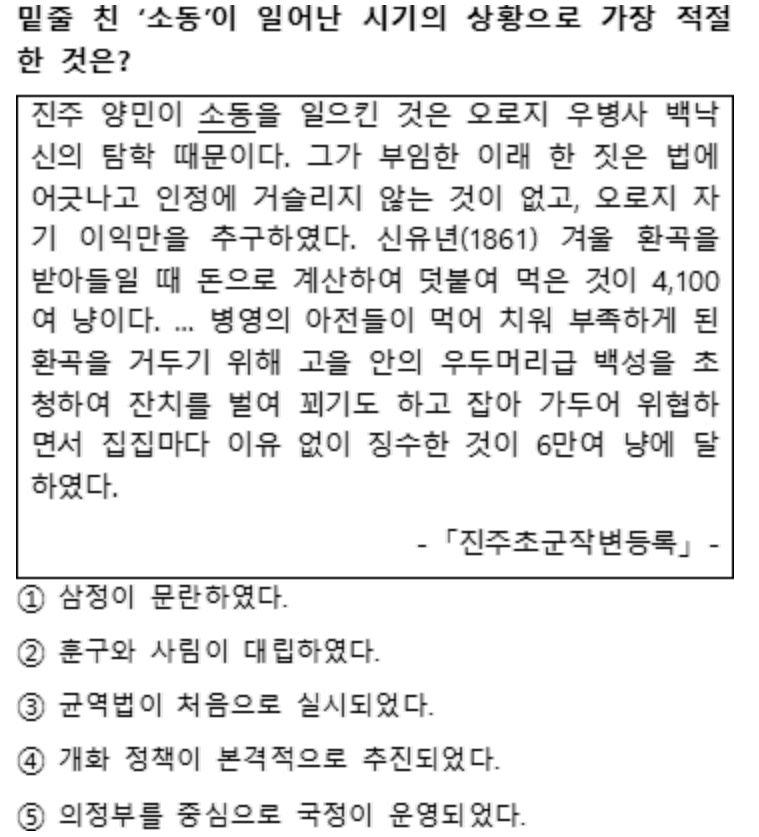 밑줄 친 ‘소동’이 일어난 시기의 상황으로 가장 적절
한 것은?
진주 양민이 소동을 일으킨 것은 오로지 우병사 백낙
신의 탐학 때문이다. 그가 부임한 이래 한 짓은 법에
어긋나고 인정에 거슬리지 않는 것이 없고, 오로지 자
기 이익만을 추구하였다. 신유년(1861) 겨울 환곡을
받아들일 때 돈으로 계산하여 덧붙여 먹은 것이 4,100
여 냥이다. ... 병영의 아전들이 먹어 치워 부족하게 된
환곡을 거두기 위해 고을 안의 우두머리급 백성을 초
청하여 잔치를 벌여 꾀기도 하고 잡아 가두어 위협하
면서 집집마다 이유 없이 징수한 것이 6만여 냥에 달
하였다.
-「진주초군작변등록」-
① 삼정이 문란하였다.
② 훈구와 사림이 대립하였다.
③ 균역법이 처음으로 실시되었다.
④ 개화 정책이 본격적으로 추진되었다.
⑤ 의정부를 중심으로 국정이 운영되었다.